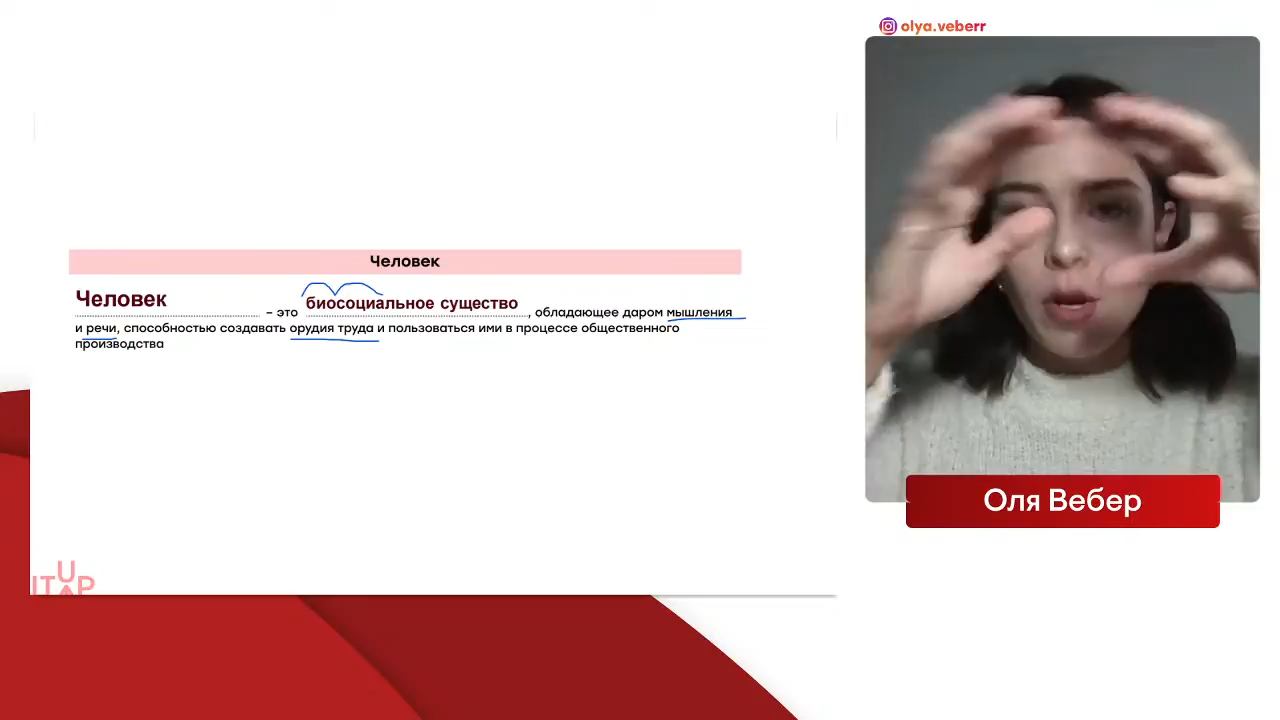 olya.veberr
Человек
Человек – это биосоциальное существо, обладающее даром мышления
и речи, способностью создавать орудия труда и пользоваться ими в процессе общественного
производства
Оля Вебер
ITUP